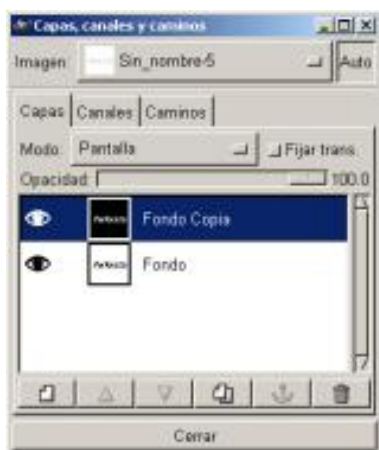 Capas, canales y caminos
Imagen: Sin_nombre-5 Auto
Capas Canales Caminos
Modo: Pantalla Fijar trans.
Opacidad: 100.0
Fondo Copia
Fondo
Cerrar